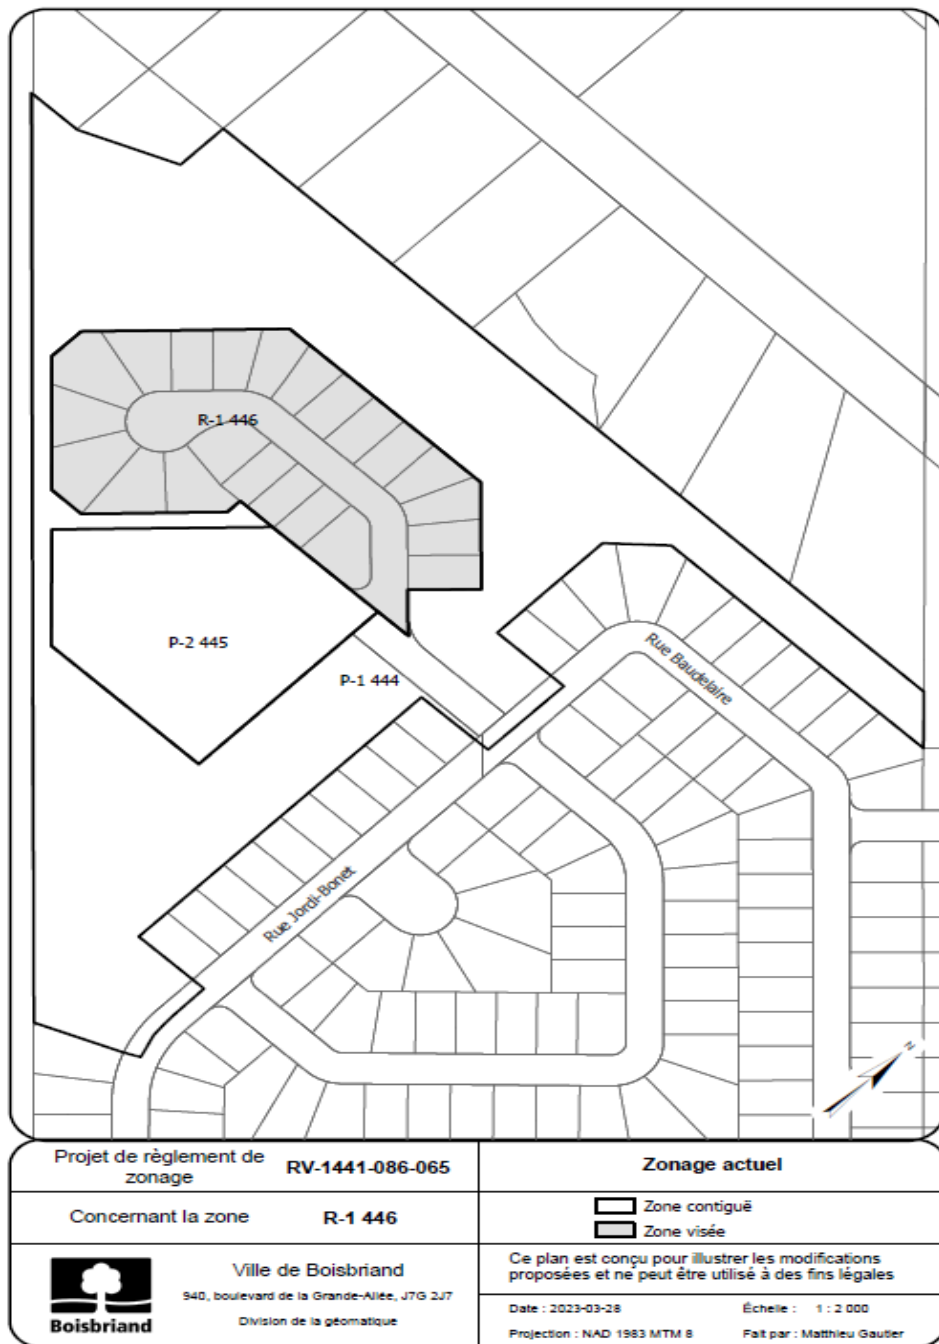 R-1 446
P-2 445
P-1 444
Rue Baudelaire
Rue Jordi-Bonet
N
Projet de règlement de
zonage
RV-1441-086-065
Zonage actuel
Concernant la zone
R-1 446
Zone contiguë
Zone visée
Boisbriand
Ville de Boisbriand
940, boulevard de la Grande-Allée, J7G 2J7
Division de la géomatique
Ce plan est conçu pour illustrer les modifications
proposées et ne peut être utilisé à des fins légales
Date : 2023-03-28
Échelle : 1 : 2 000
Projection : NAD 1983 MTM 8
Fait par : Matthieu Gautier